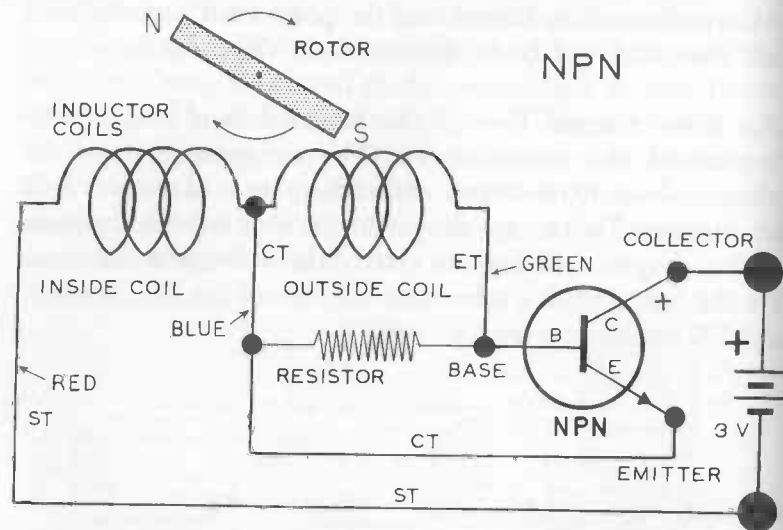 N
ROTOR
NPN
INDUCTOR
COILS
S
CT
COLLECTOR
ET
GREEN
INSIDE COIL
OUTSIDE COIL
+
C
BLUE
B
+
RESISTOR
BASE
E
RED
ST
NPN
3 V
CT
EMITTER
ST